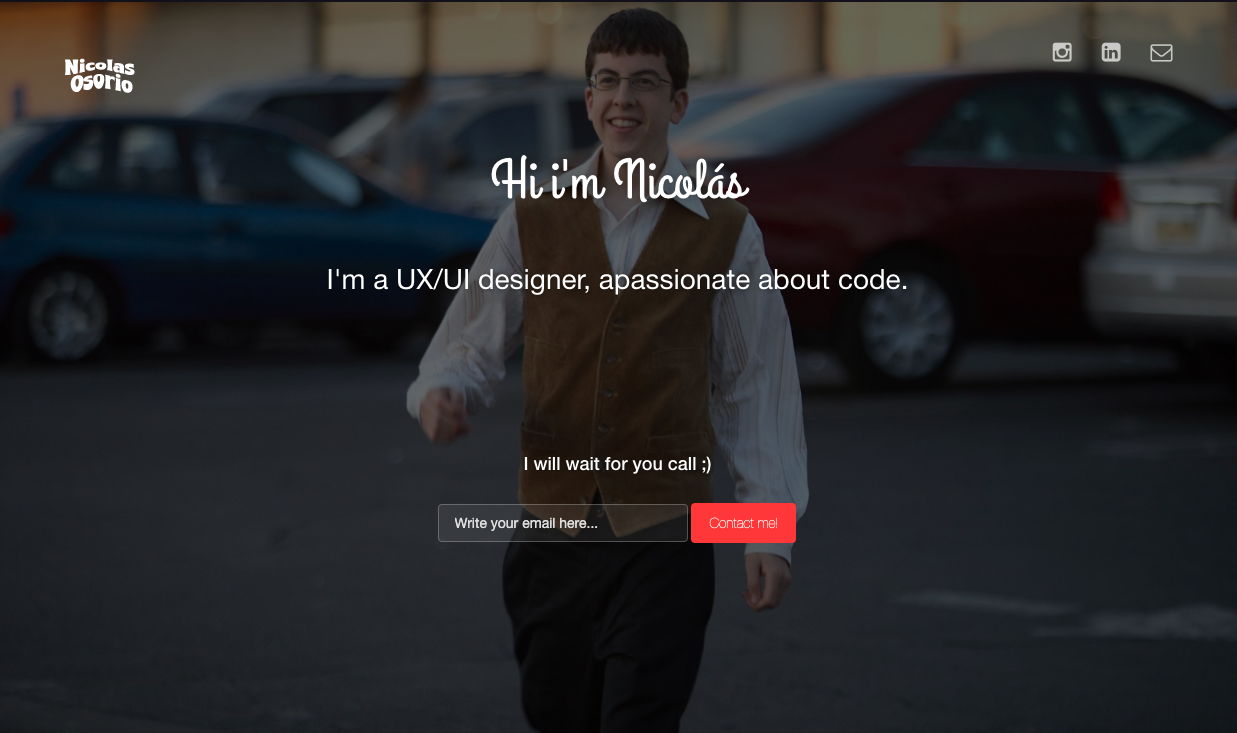 Nicolas
Osorio
Hi i'm Nicolás
I'm a UX/UI designer, apassionate about code.
I will wait for you call ;)
Write your email here...
Contact me!